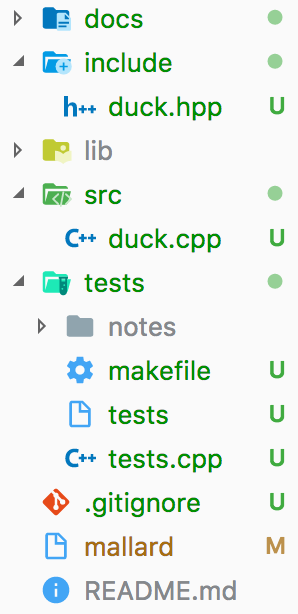 docs
include
h++ duck.hpp U
lib
src
C++ duck.cpp U
tests
notes
makefile U
tests U
C++ tests.cpp U
.gitignore U
mallard M
README.md